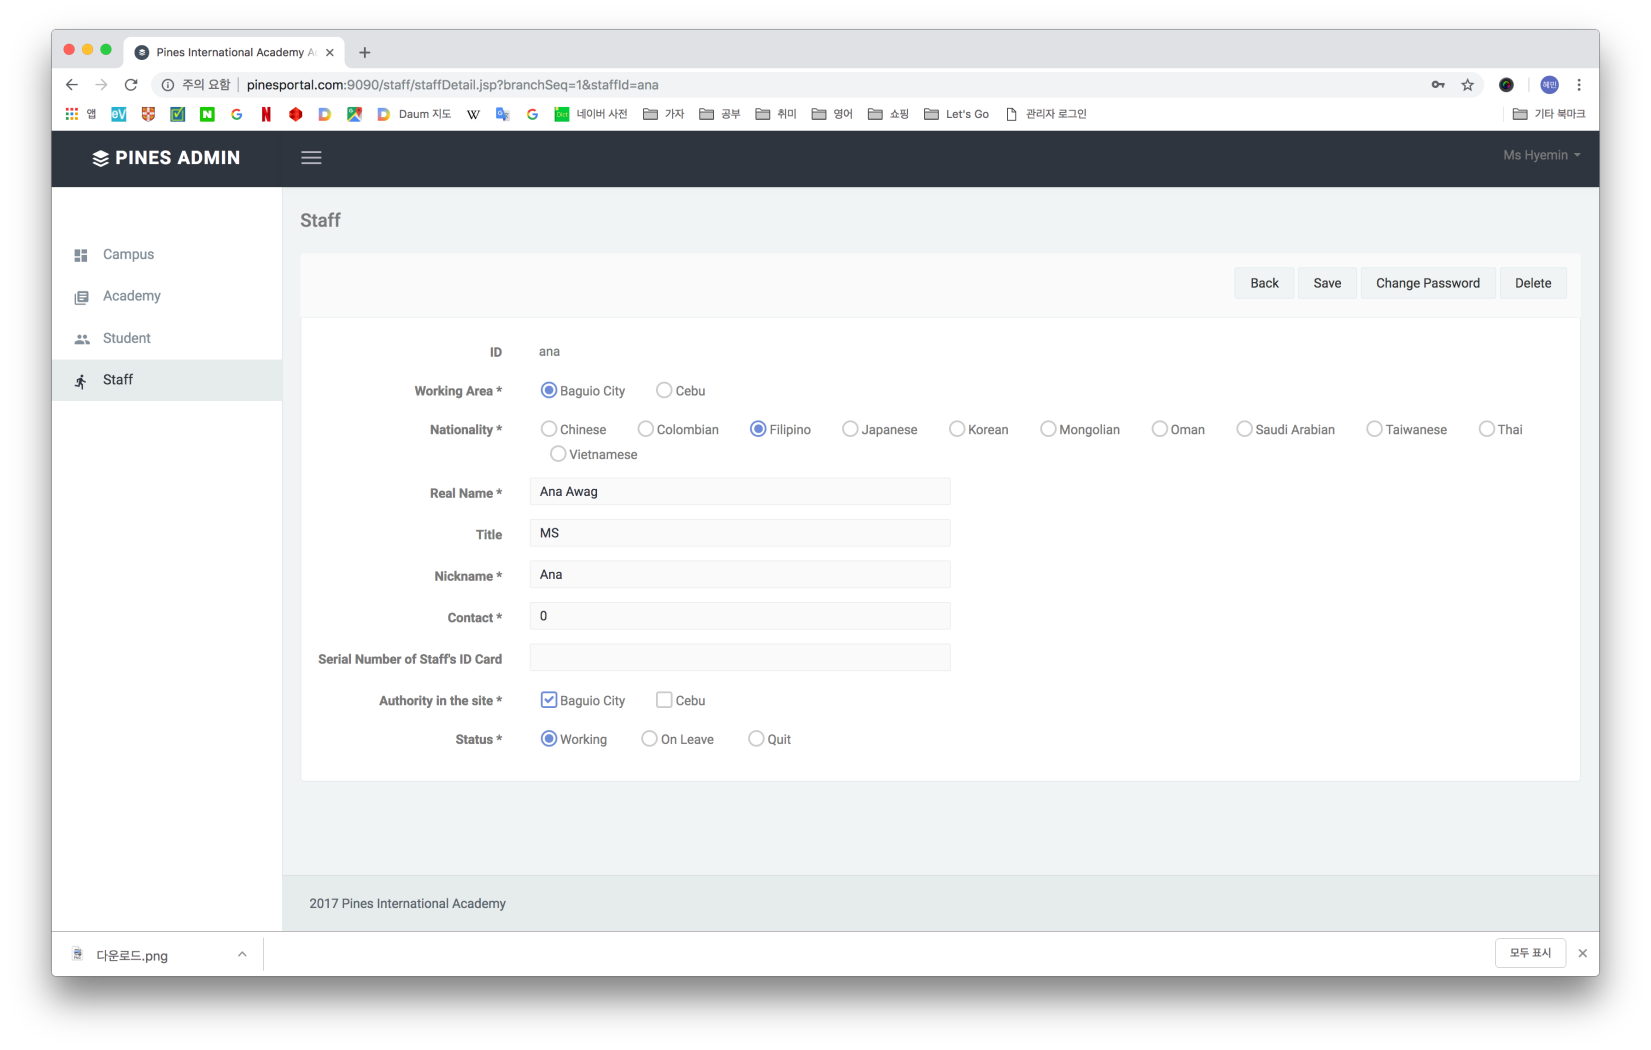 Pines International Academy A
주의 요함 pinesportal.com:9090/staff/staffDetail.jsp?branchSeq=1&staffId=ana 혜민
앱 eV N G N D D Daum 지도 W G Dict 네이버 사전 가자 공부 취미 영어 쇼핑 Let's Go 관리자 로그인 기타 북마크
PINES ADMIN Ms Hyemin
Staff
Campus
Academy
Student
Staff
Back Save Change Password Delete
ID ana
Working Area * Baguio City Cebu
Nationality * Chinese Colombian Filipino Japanese Korean Mongolian Oman Saudi Arabian Taiwanese Thai
Vietnamese
Real Name * Ana Awag
Title MS
Nickname * Ana
Contact * 0
Serial Number of Staff's ID Card
Authority in the site * Baguio City Cebu
Status * Working On Leave Quit
2017 Pines International Academy
다운로드.png 모두 표시